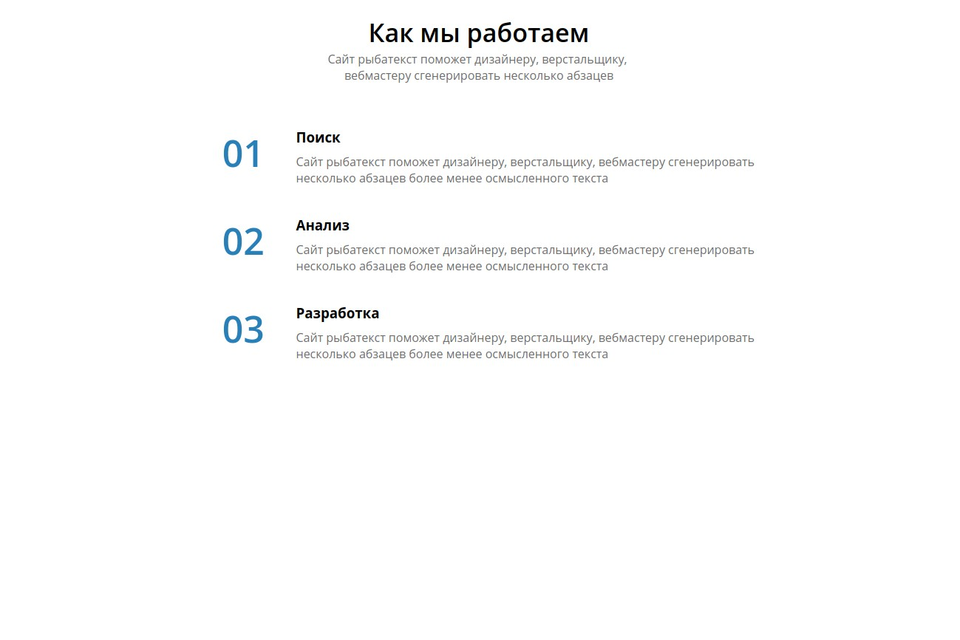 Как мы работаем
Сайт рыбатекст поможет дизайнеру, верстальщику,
вебмастеру сгенерировать несколько абзацев
01
Поиск
Сайт рыбатекст поможет дизайнеру, верстальщику, вебмастеру сгенерировать
несколько абзацев более менее осмысленного текста
02
Анализ
Сайт рыбатекст поможет дизайнеру, верстальщику, вебмастеру сгенерировать
несколько абзацев более менее осмысленного текста
03
Разработка
Сайт рыбатекст поможет дизайнеру, верстальщику, вебмастеру сгенерировать
несколько абзацев более менее осмысленного текста